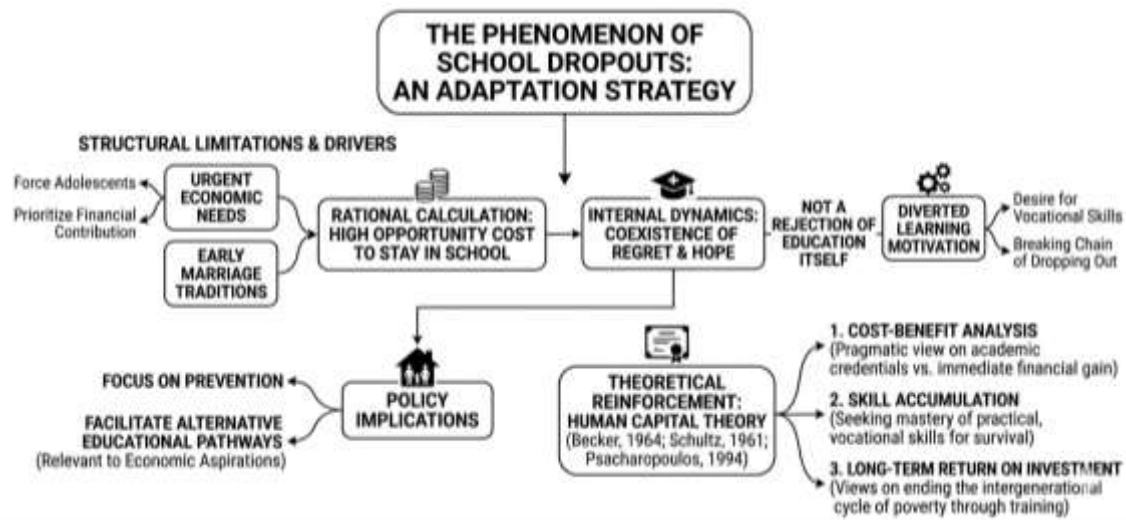 THE PHENOMENON OF
SCHOOL DROPOUTS:
AN ADAPTATION STRATEGY
STRUCTURAL LIMITATIONS & DRIVERS
Force Adolescents
Prioritize Financial
Contribution
URGENT
ECONOMIC
NEEDS
EARLY
MARRIAGE
TRADITIONS
RATIONAL CALCULATION:
HIGH OPPORTUNITY COST
TO STAY IN SCHOOL
INTERNAL DYNAMICS:
COEXISTENCE OF
REGRET & HOPE
NOT A
REJECTION OF
EDUCATION
ITSELF
DIVERTED
LEARNING
MOTIVATION
Desire for
Vocational Skills
Breaking Chain
of Dropping Out
FOCUS ON PREVENTION
FACILITATE ALTERNATIVE
EDUCATIONAL PATHWAYS
(Relevant to Economic Aspirations)
POLICY
IMPLICATIONS
THEORETICAL
REINFORCEMENT:
HUMAN CAPITAL THEORY
(Becker, 1964; Schultz, 1961;
Psacharopoulos, 1994)
1. COST-BENEFIT ANALYSIS
(Pragmatic view on academic
credentials vs. immediate financial gain)
2. SKILL ACCUMULATION
(Seeking mastery of practical,
vocational skills for survival)
3. LONG-TERM RETURN ON INVESTMENT
(Views on ending the intergenerational
cycle of poverty through training)